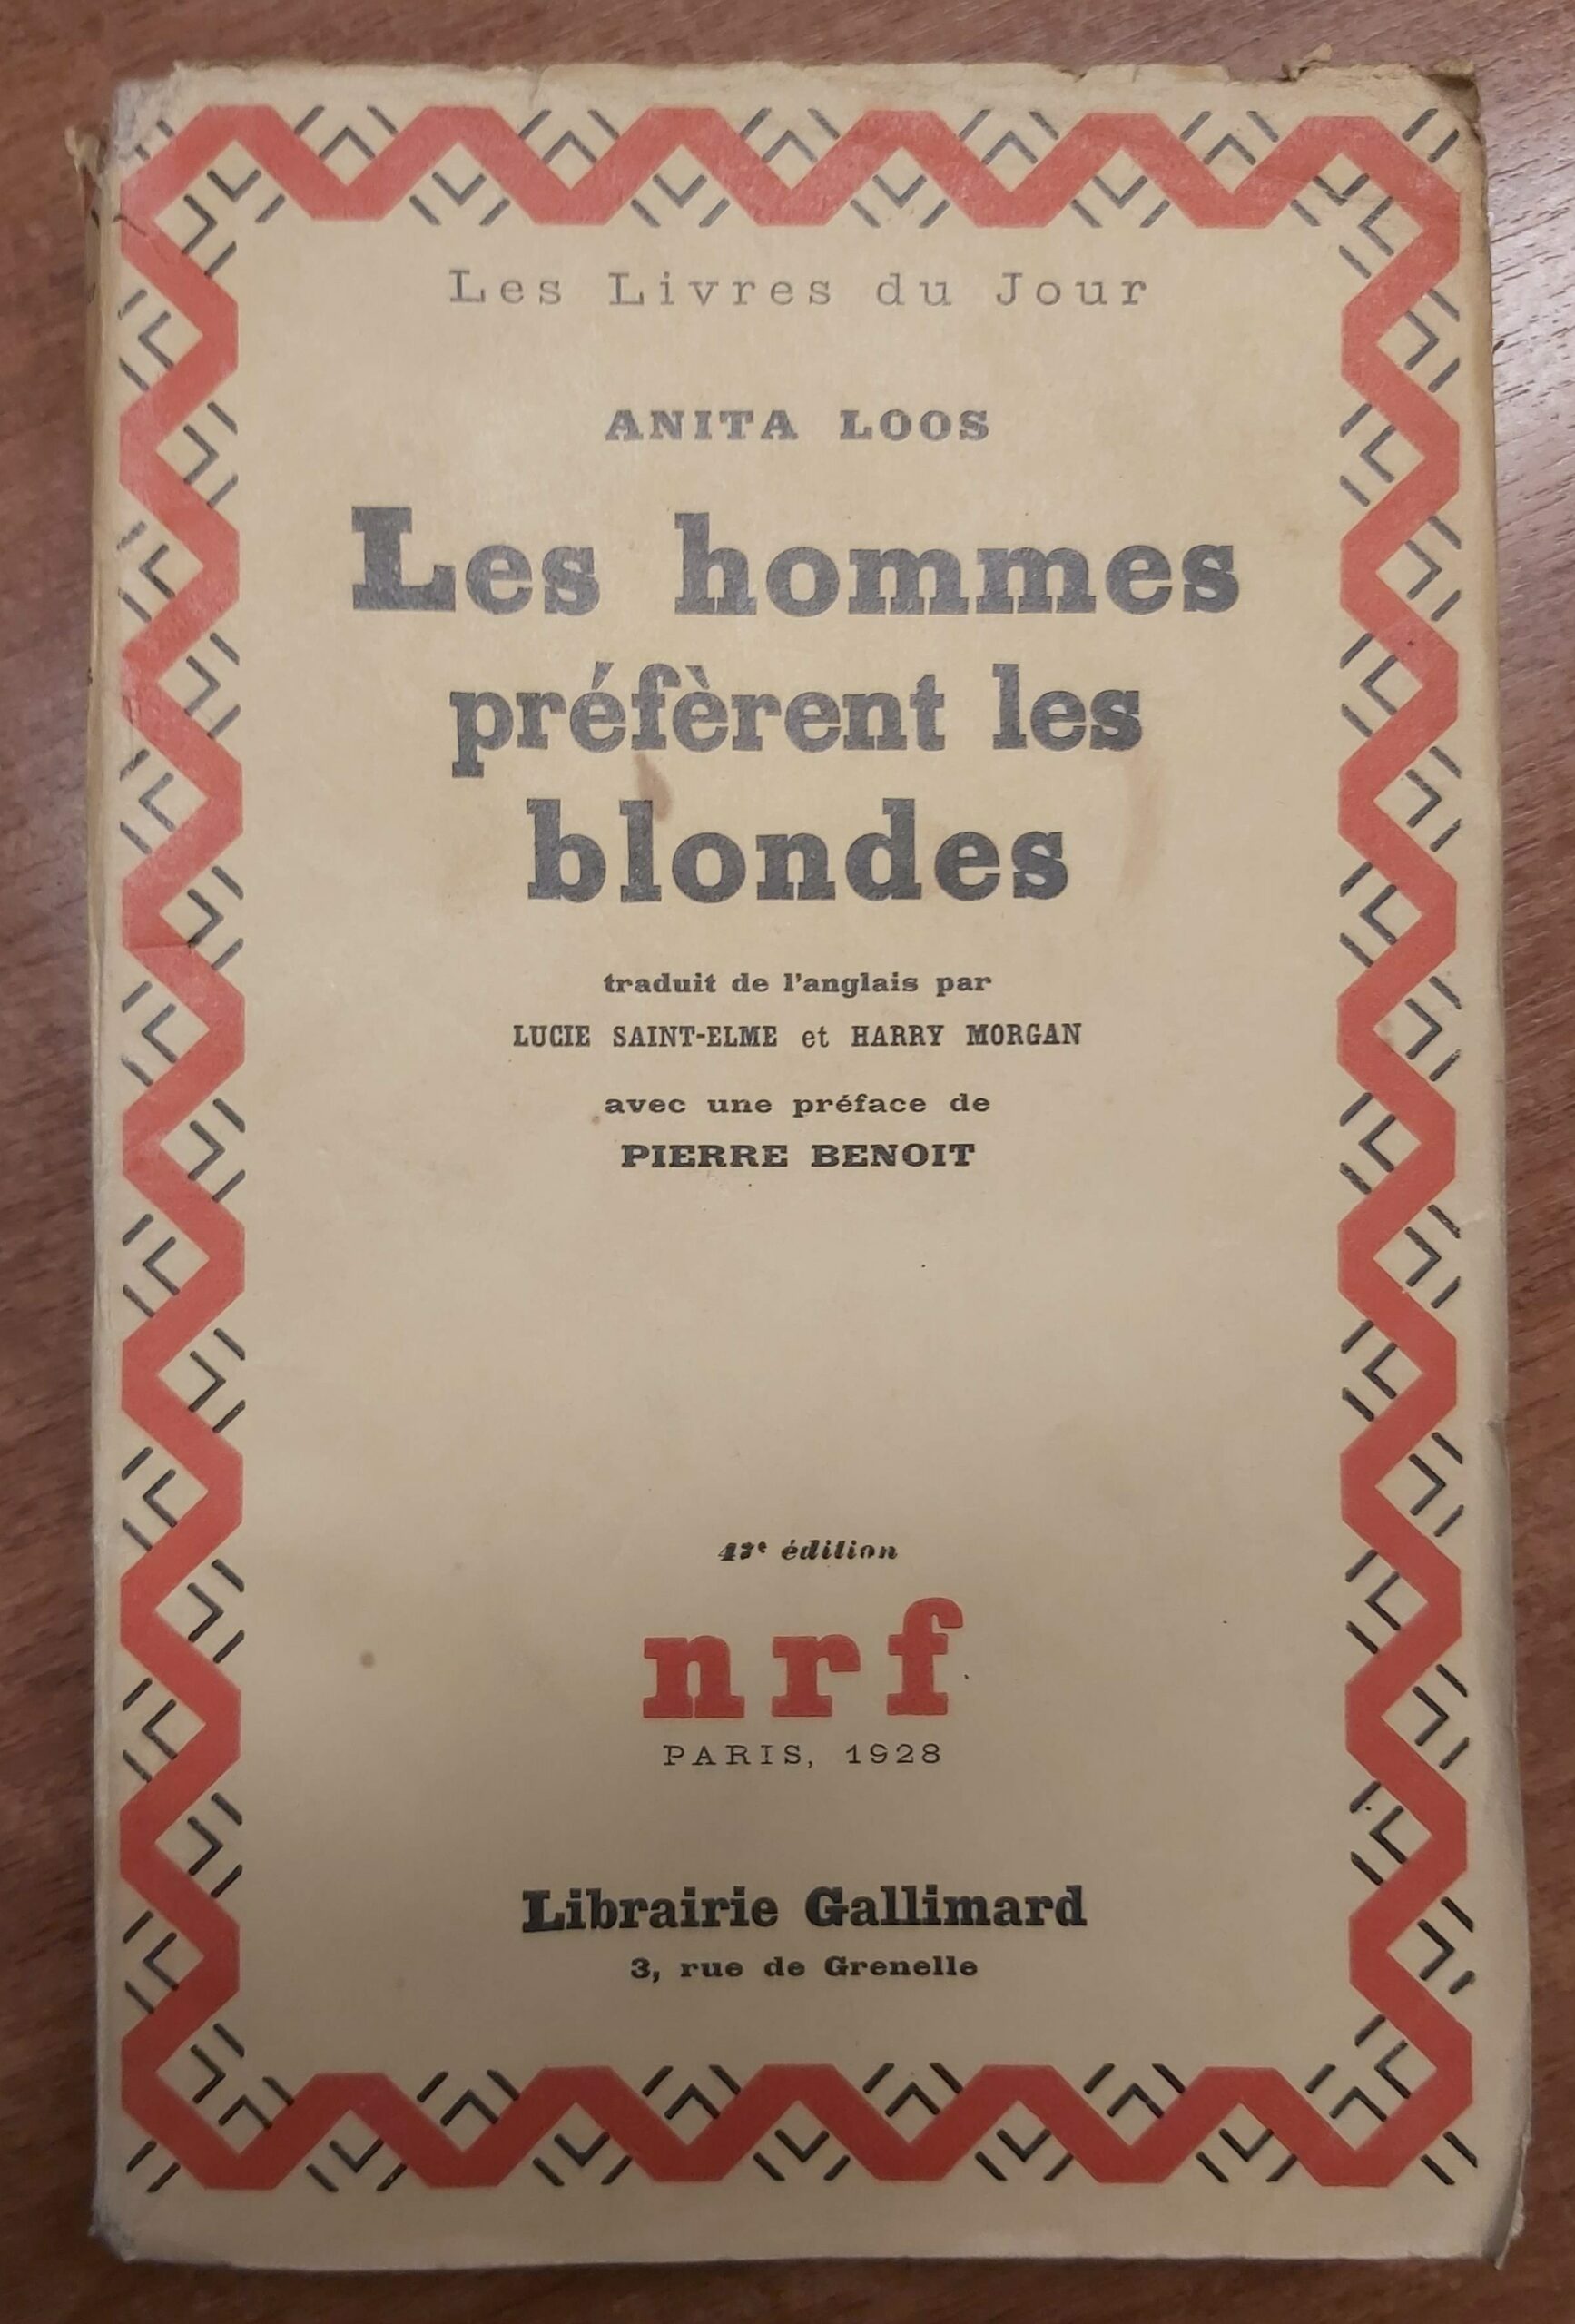 Les Livres du Jour
ANITA LOOS
Les hommes
préfèrent les
blondes
traduit de l'anglais par
LUCIE SAINT-ELME et HARRY MORGAN
avec une préface de
PIERRE BENOIT
édition
nrf
PARIS, 1928
Librairie Gallimard
3, rue de Grenelle